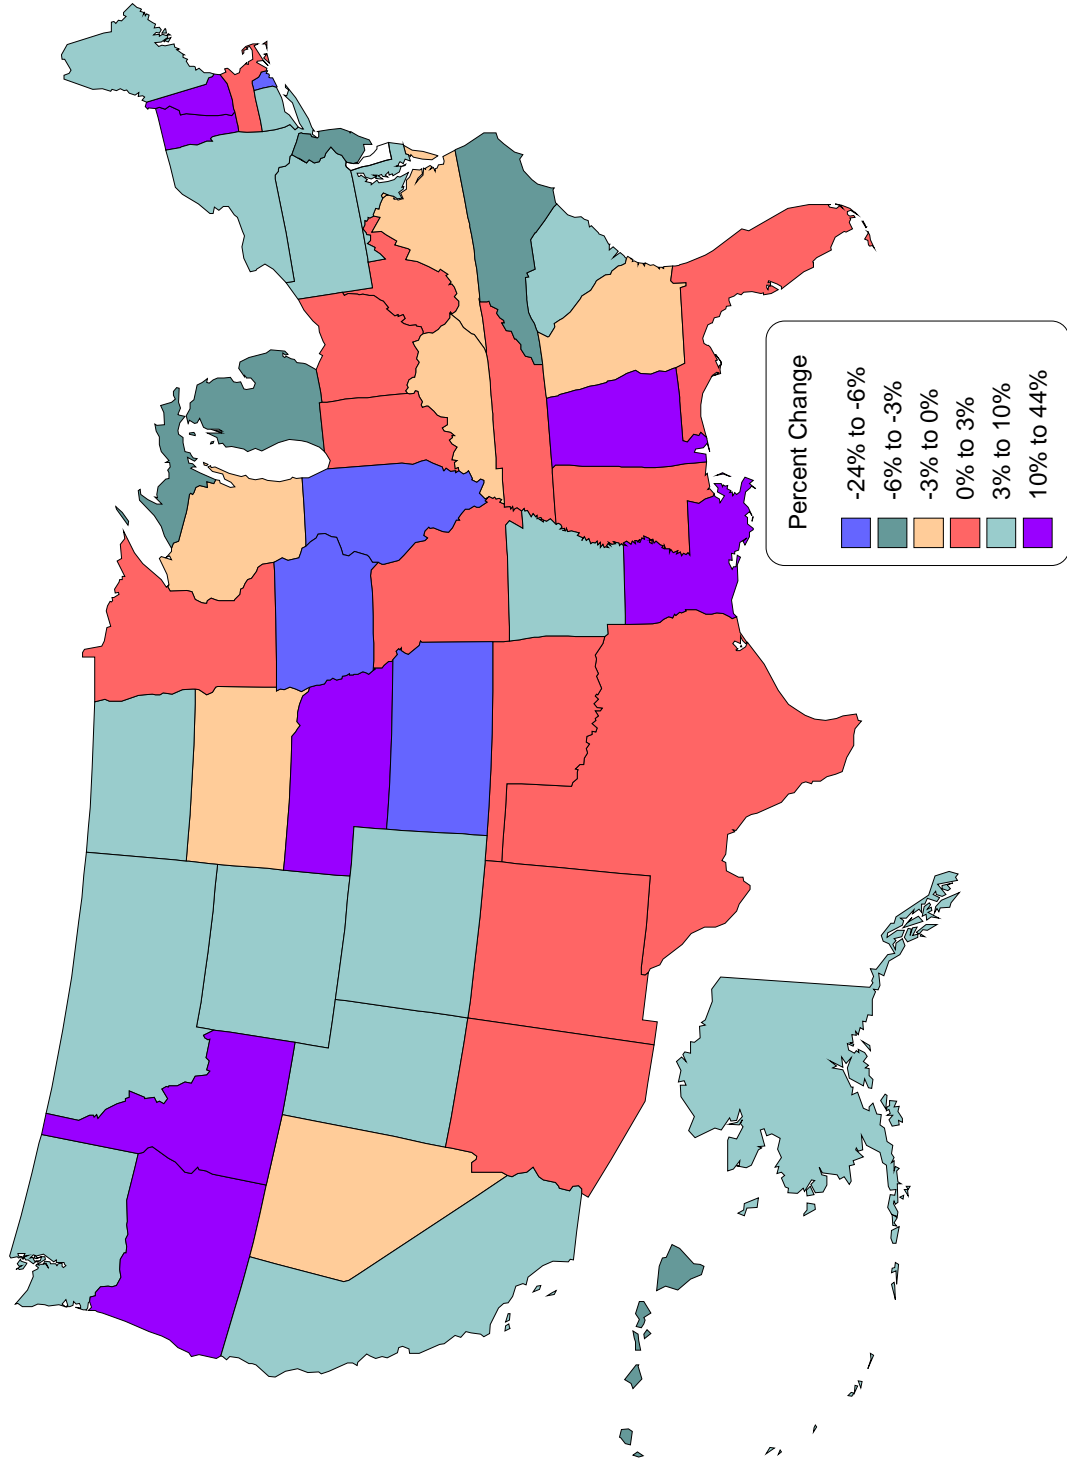 Percent Change
-24% to -6%
-6% to -3%
-3% to 0%
0% to 3%
3% to 10%
10% to 44%